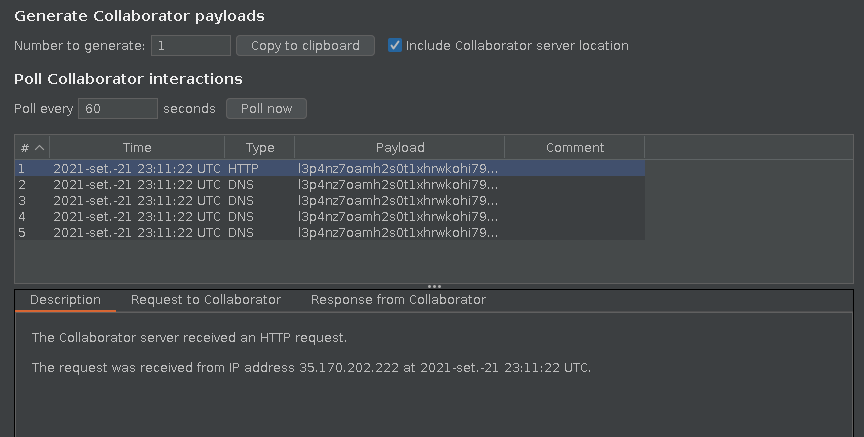 Generate Collaborator payloads
Number to generate: 1 Copy to clipboard Include Collaborator server location
Poll Collaborator interactions
Poll every 60 seconds Poll now
# Time Type Payload Comment
1 2021-set.-21 23:11:22 UTC HTTP l3p4nz7oamh2s0t1xhrwkohi79...
2 2021-set.-21 23:11:22 UTC DNS l3p4nz7oamh2s0t1xhrwkohi79...
3 2021-set.-21 23:11:22 UTC DNS l3p4nz7oamh2s0t1xhrwkohi79...
4 2021-set.-21 23:11:22 UTC DNS l3p4nz7oamh2s0t1xhrwkohi79...
5 2021-set.-21 23:11:22 UTC DNS l3p4nz7oamh2s0t1xhrwkohi79...
Description Request to Collaborator Response from Collaborator
The Collaborator server received an HTTP request.
The request was received from IP address 35.170.202.222 at 2021-set.-21 23:11:22 UTC.